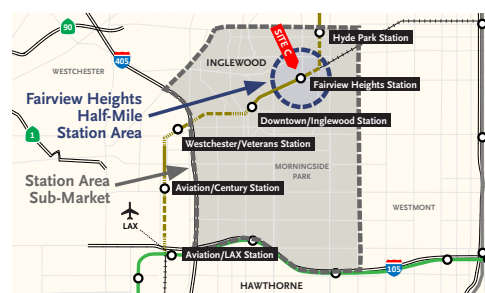 90
Hyde Park Station
SITE C
405
INGLEWOOD
WESTCHESTER
Fairview Heights Station
Fairview Heights
Half-Mile
Station Area
Downtown/Inglewood Station
1
Westchester/Veterans Station
MORNINGSIDE
PARK
Station Area
Sub-Market
Aviation/Century Station
WESTMONT
LAX
Aviation/LAX Station
105
HAWTHORNE